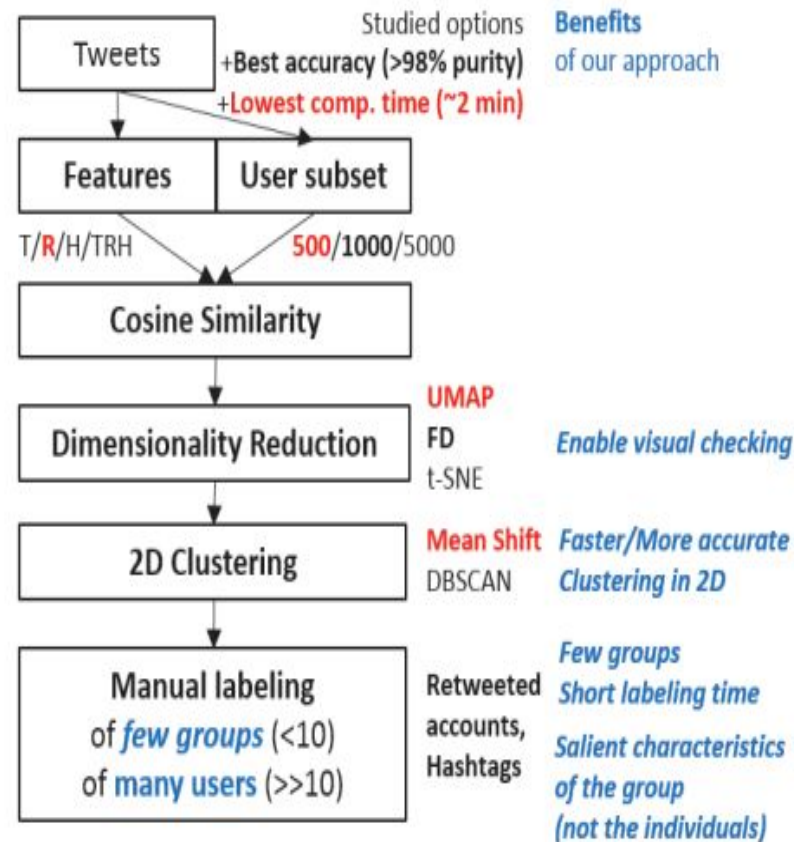 Tweets
Studied options
+Best accuracy (>98% purity)
+Lowest comp. time (~2 min)
Benefits
of our approach
Features
User subset
T/R/H/TRH
500/1000/5000
Cosine Similarity
Dimensionality Reduction
UMAP
FD
t-SNE
Enable visual checking
2D Clustering
Mean Shift
DBSCAN
Faster/More accurate
Clustering in 2D
Manual labeling
of few groups (<10)
of many users (>>10)
Retweeted
accounts,
Hashtags
Few groups
Short labeling time
Salient characteristics
of the group
(not the individuals)